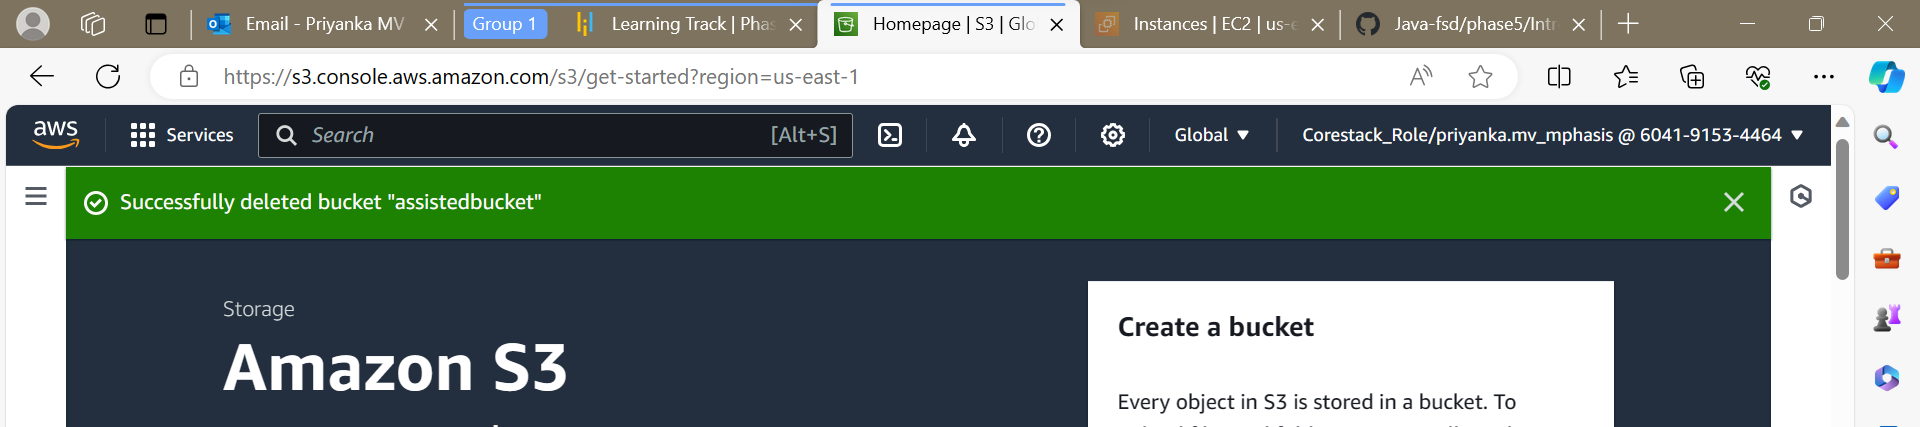 Email - Priyanka MV
Group 1
Learning Track | Phas
Homepage | S3 | Glo
Instances | EC2 | us-e
Java-fsd/phase5/Intr
https://s3.console.aws.amazon.com/s3/get-started?region=us-east-1
aws
Services
Search
[Alt+S]
Global
Corestack_Role/priyanka.mv_mphasis @ 6041-9153-4464
Successfully deleted bucket "assistedbucket"
Storage
Amazon S3
Create a bucket
Every object in S3 is stored in a bucket. To